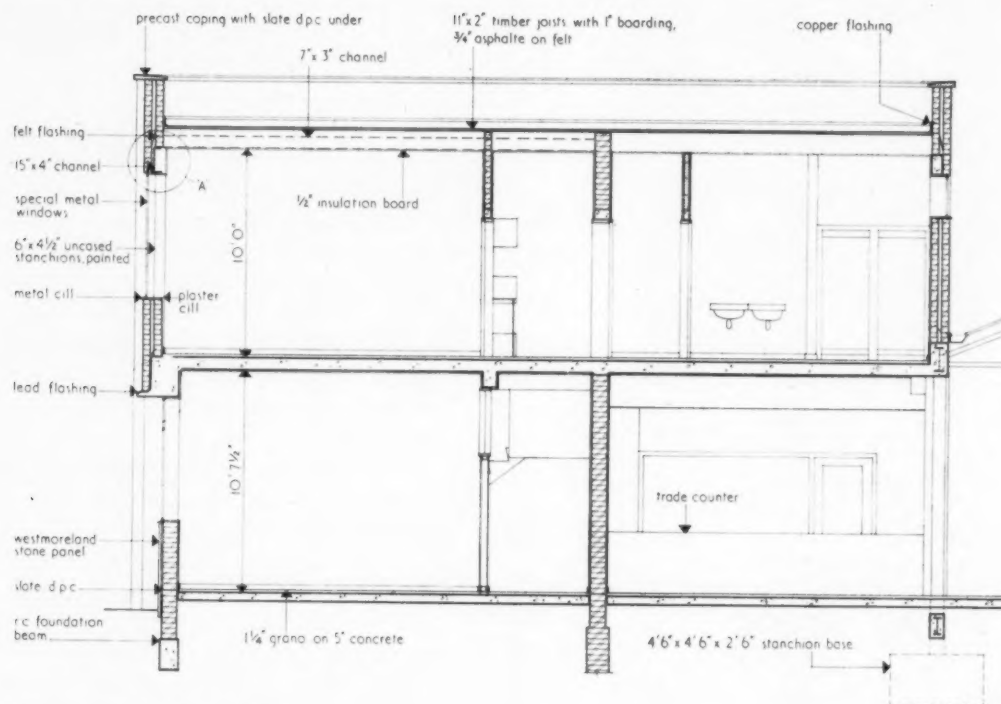 precast coping with slate d.p.c under
11"x 2" timber joists with 1" boarding,
¾" asphalte on felt
copper flashing
7"x 3" channel
felt flashing
15"x 4" channel
'A'
½" insulation board
special metal
windows
6"x 4½" uncased
stanchions, painted
10' 0"
metal cill
plaster
cill
lead flashing
10' 7½"
trade counter
westmoreland
stone panel
slate d.p.c
r.c foundation
beam
1¼" grano on 5" concrete
4'6"x 4'6"x 2'6" stanchion base